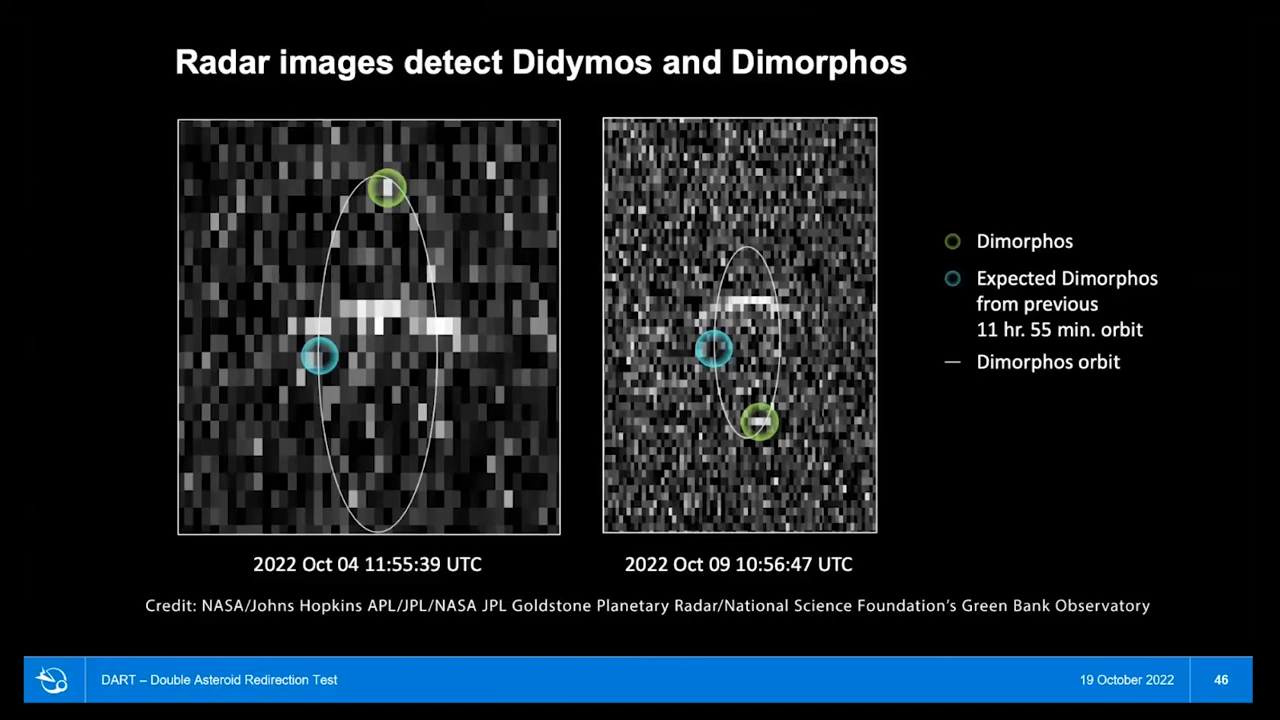 Radar images detect Didymos and Dimorphos
Dimorphos
Expected Dimorphos
from previous
11 hr. 55 min. orbit
Dimorphos orbit
2022 Oct 04 11:55:39 UTC
2022 Oct 09 10:56:47 UTC
Credit: NASA/Johns Hopkins APL/JPL/NASA JPL Goldstone Planetary Radar/National Science Foundation’s Green Bank Observatory
DART – Double Asteroid Redirection Test
19 October 2022
46